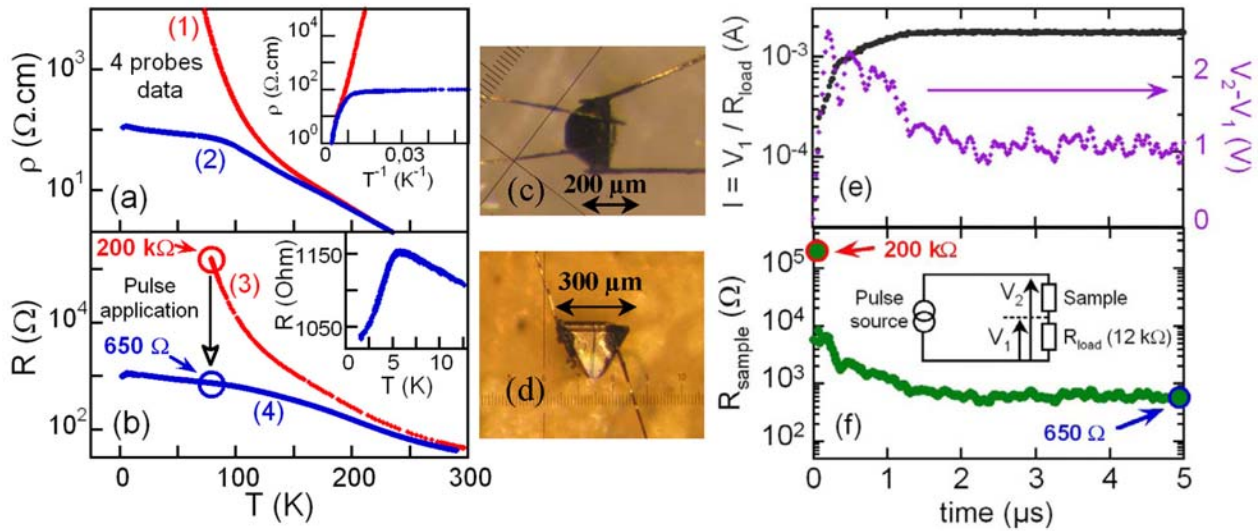 (1)
10³
4 probes
data
ρ (Ω.cm)
(2)
10¹
(a)
10⁴
10²
10⁰
ρ (Ω.cm)
0
0,03
T⁻¹ (K⁻¹)
200 kΩ
(3)
Pulse
application
R (Ω)
10⁴
650 Ω
(4)
10²
(b)
0
100
200
300
T (K)
1150
1050
R (Ohm)
0
5
10
T (K)
(c)
200 µm
300 µm
(d)
I = V₁ / R_load (A)
10⁻³
10⁻⁴
(e)
2
1
0
V₂-V₁ (V)
200 kΩ
10⁵
10⁴
10³
10²
R_sample (Ω)
Pulse
source
V₂
V₁
Sample
R_load (12 kΩ)
(f)
650 Ω
0
1
2
3
4
5
time (µs)